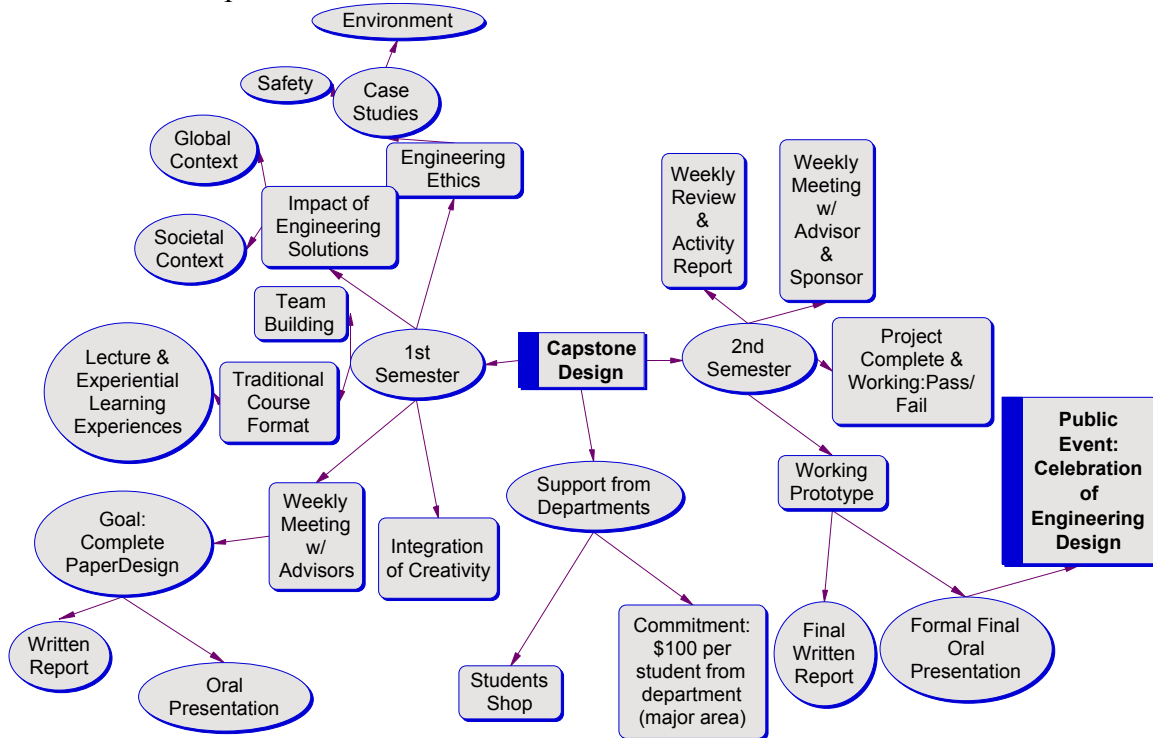 Environment
Safety
Case
Studies
Global
Context
Engineering
Ethics
Impact of
Engineering
Solutions
Societal
Context
Weekly
Review
&
Activity
Report
Weekly
Meeting
w/
Advisor
&
Sponsor
Team
Building
Lecture &
Experiential
Learning
Experiences
Traditional
Course
Format
1st
Semester
Capstone
Design
2nd
Semester
Project
Complete &
Working:Pass/
Fail
Public
Event:
Celebration
of
Engineering
Design
Working
Prototype
Support from
Departments
Goal:
Complete
PaperDesign
Weekly
Meeting
w/
Advisors
Integration
of Creativity
Written
Report
Oral
Presentation
Students
Shop
Commitment:
$100 per
student from
department
(major area)
Final
Written
Report
Formal Final
Oral
Presentation